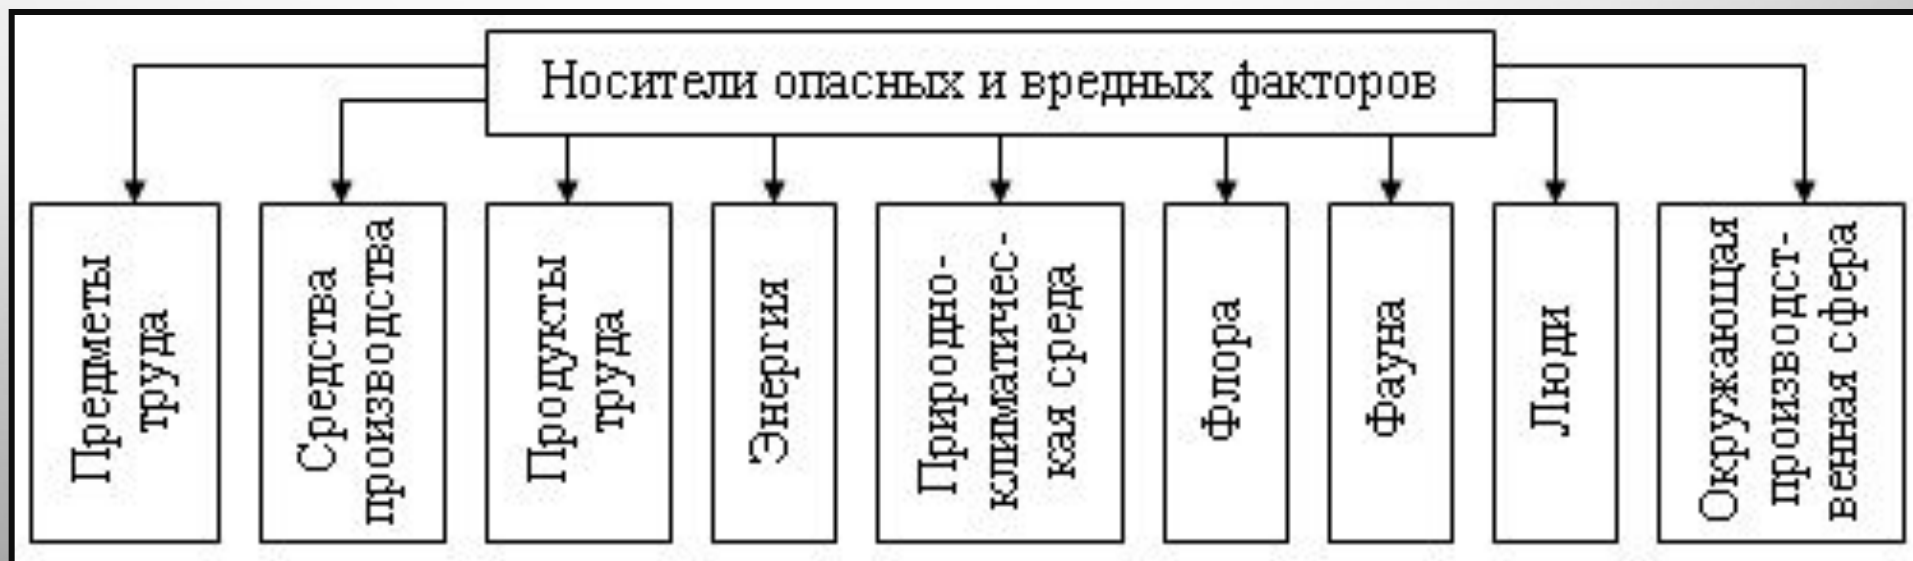 Носители опасных и вредных факторов
Предметы
труда
Средства
производства
Продукты
труда
Энергия
Природно-
климатичес-
кая среда
Флора
Фауна
Люди
Окружающая
производст-
венная сфера